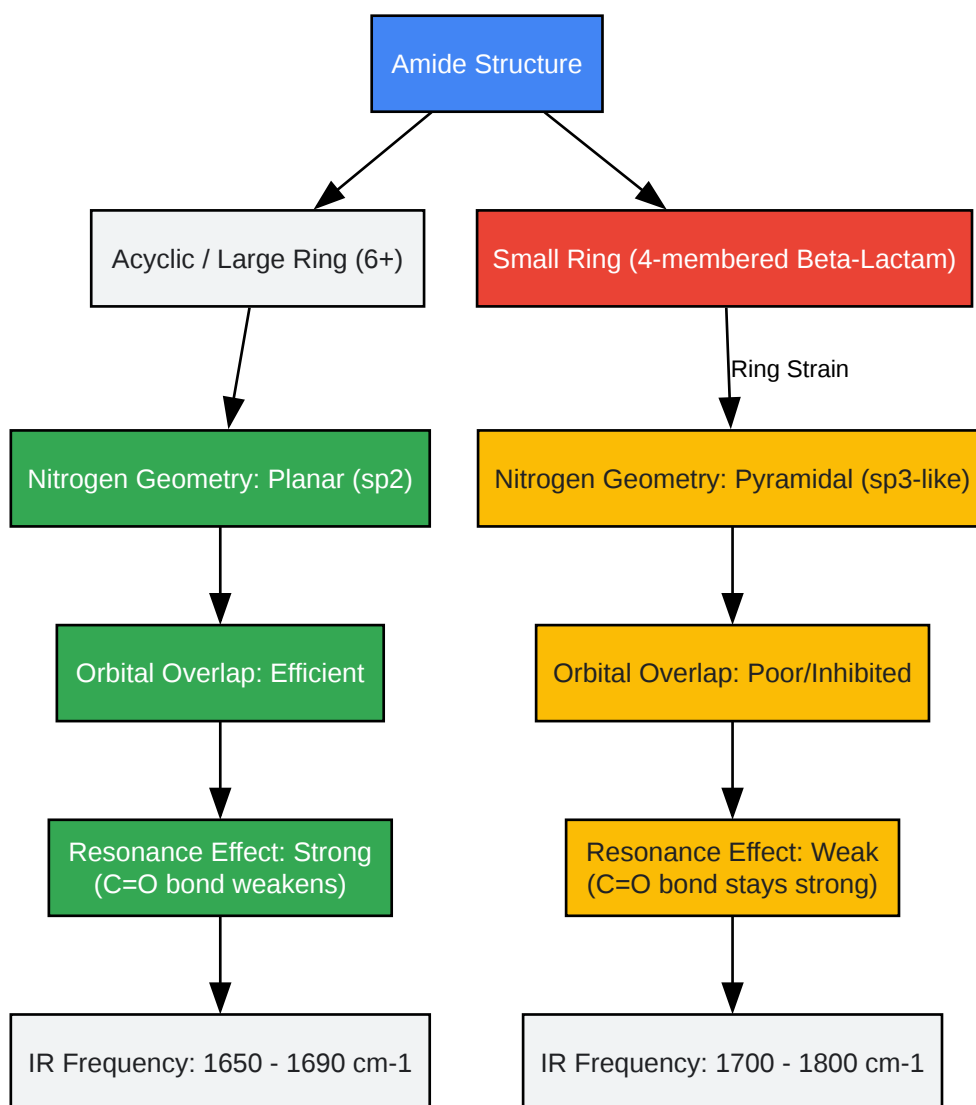 Amide Structure
Acyclic / Large Ring (6+)
Small Ring (4-membered Beta-Lactam)
Ring Strain
Nitrogen Geometry: Planar (sp2)
Nitrogen Geometry: Pyramidal (sp3-like)
Orbital Overlap: Efficient
Orbital Overlap: Poor/Inhibited
Resonance Effect: Strong
(C=O bond weakens)
Resonance Effect: Weak
(C=O bond stays strong)
IR Frequency: 1650 - 1690 cm-1
IR Frequency: 1700 - 1800 cm-1